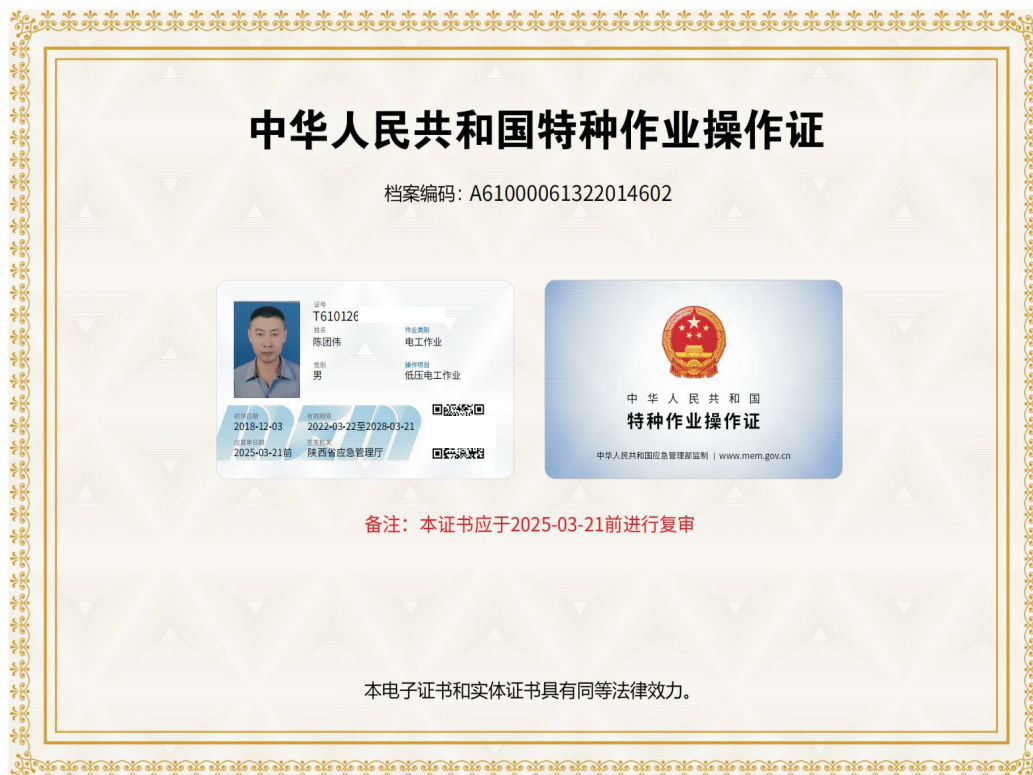 中华人民共和国特种作业操作证
档案编码：A61000061322014602
证号
T610126
姓名
作业类别
陈团伟
电工作业
性别
操作项目
男
低压电工作业
初领日期
有效期限
2018-12-03
2022-03-22至2028-03-21
应复审日期
签发机关
2025-03-21前
陕西省应急管理厅
中华人民共和国
特种作业操作证
中华人民共和国应急管理部监制 | www.mem.gov.cn
备注：本证书应于2025-03-21前进行复审
本电子证书和实体证书具有同等法律效力。